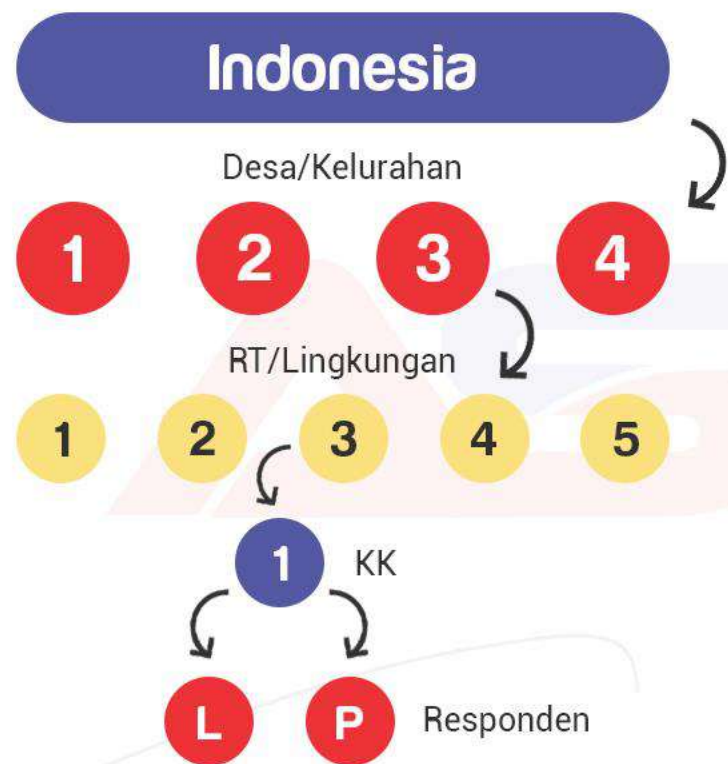 Indonesia
Desa/Kelurahan
1 2 3 4
RT/Lingkungan
1 2 3 4 5
1 KK
L P Responden